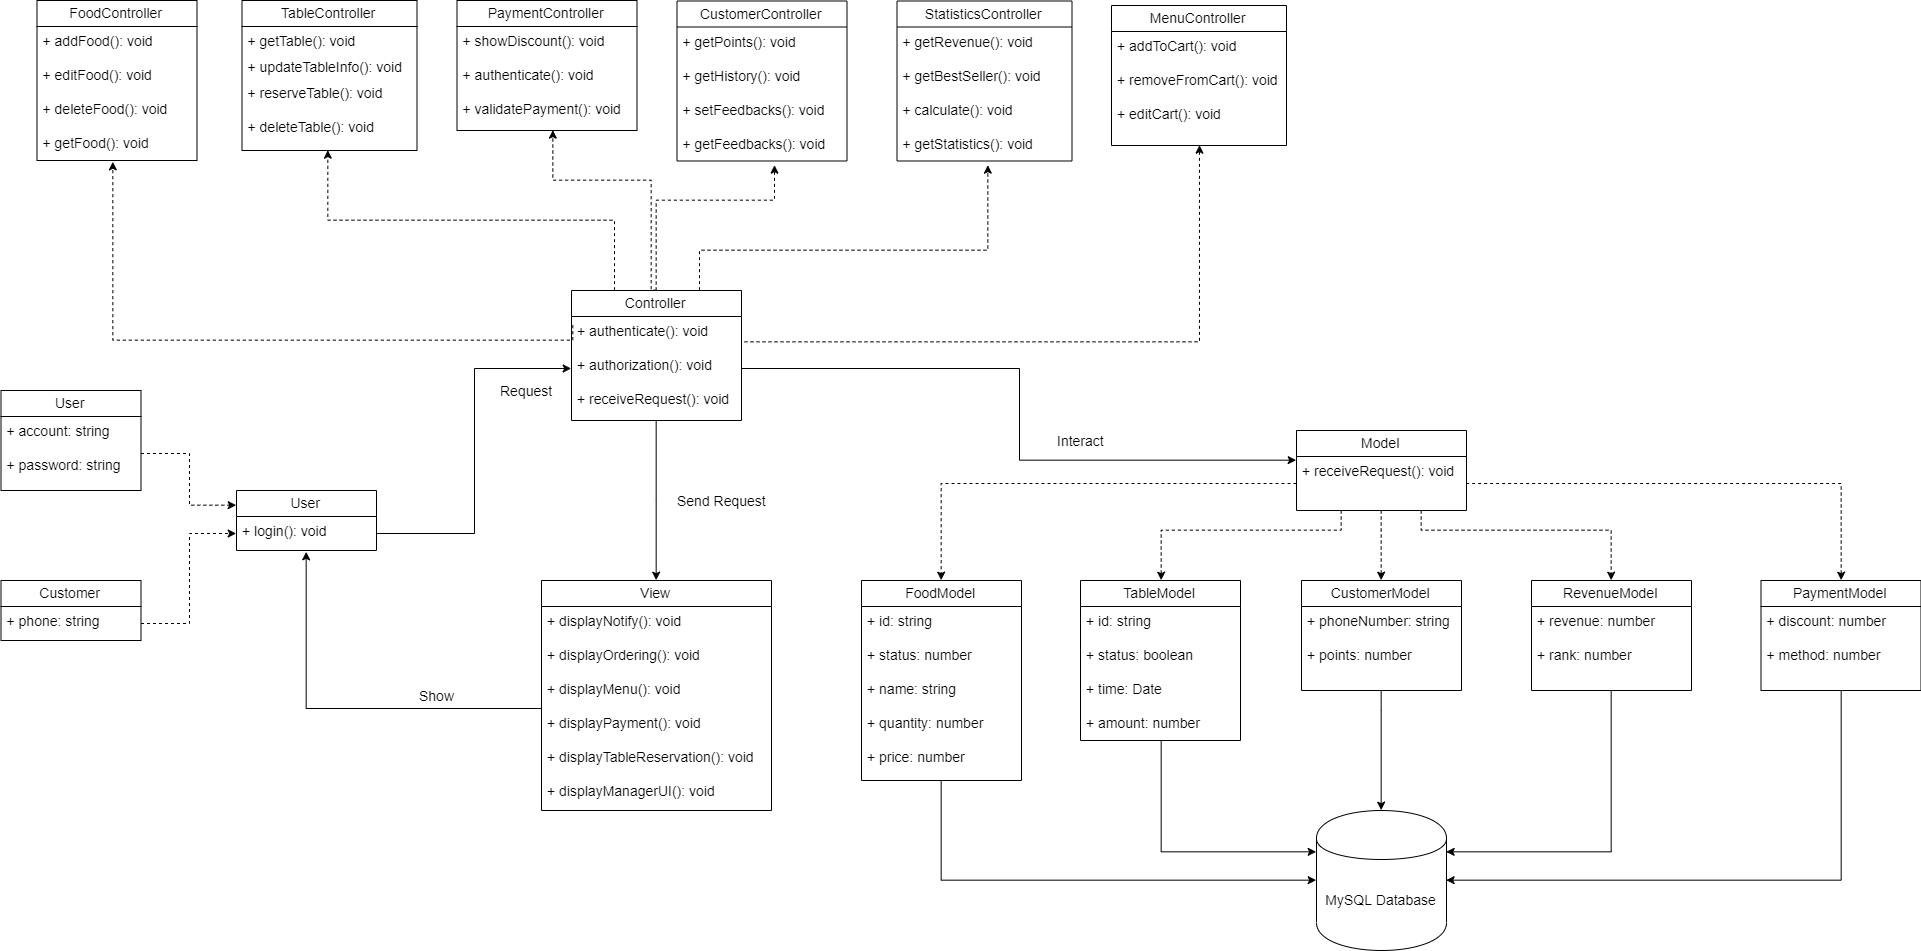 FoodController
+ addFood(): void
+ editFood(): void
+ deleteFood(): void
+ getFood(): void
TableController
+ getTable(): void
+ updateTableInfo(): void
+ reserveTable(): void
+ deleteTable(): void
PaymentController
+ showDiscount(): void
+ authenticate(): void
+ validatePayment(): void
CustomerController
+ getPoints(): void
+ getHistory(): void
+ setFeedbacks(): void
+ getFeedbacks(): void
StatisticsController
+ getRevenue(): void
+ getBestSeller(): void
+ calculate(): void
+ getStatistics(): void
MenuController
+ addToCart(): void
+ removeFromCart(): void
+ editCart(): void
Controller
+ authenticate(): void
+ authorization(): void
+ receiveRequest(): void
Request
User
+ account: string
+ password: string
Interact
Model
+ receiveRequest(): void
User
+ login(): void
Send Request
Customer
+ phone: string
Show
View
+ displayNotify(): void
+ displayOrdering(): void
+ displayMenu(): void
+ displayPayment(): void
+ displayTableReservation(): void
+ displayManagerUI(): void
FoodModel
+ id: string
+ status: number
+ name: string
+ quantity: number
+ price: number
TableModel
+ id: string
+ status: boolean
+ time: Date
+ amount: number
CustomerModel
+ phoneNumber: string
+ points: number
RevenueModel
+ revenue: number
+ rank: number
PaymentModel
+ discount: number
+ method: number
MySQL Database